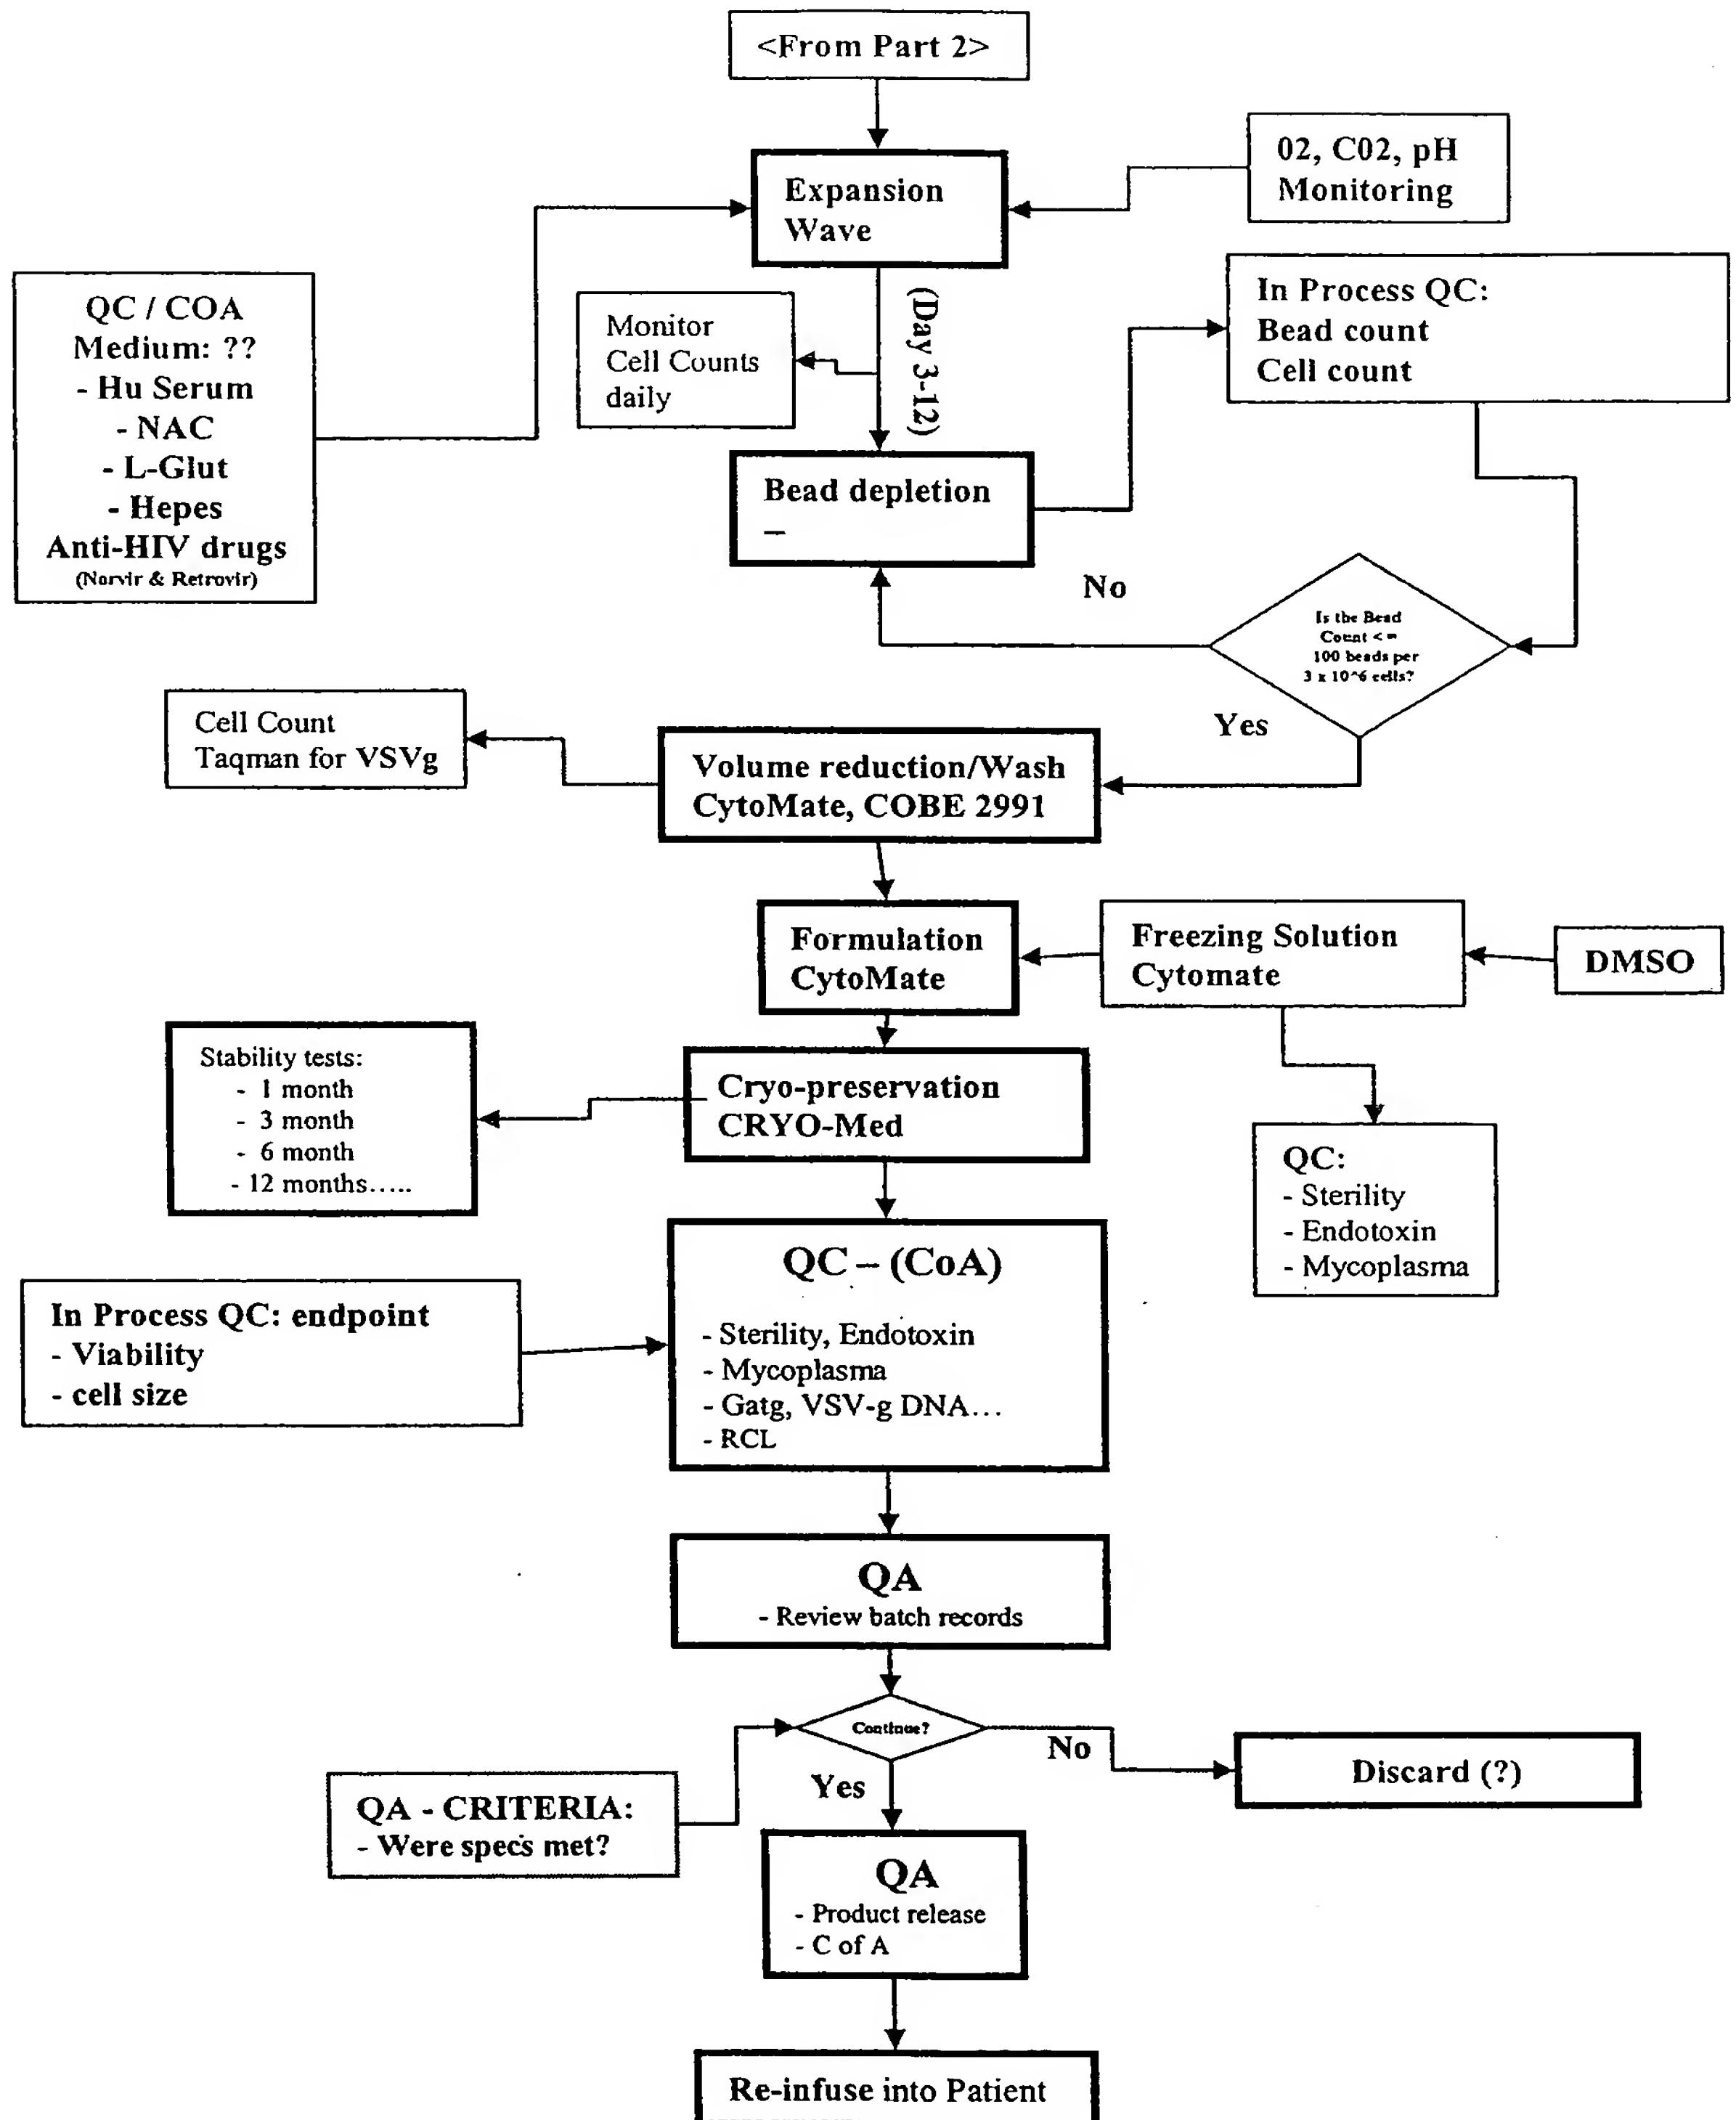 <From Part 2>
02, C02, pH
Monitoring
Expansion
Wave
QC / COA
Medium: ??
- Hu Serum
- NAC
- L-Glut
- Hepes
Anti-HIV drugs
(Norvir & Retrovir)
Monitor
Cell Counts
daily
(Day 3-12)
In Process QC:
Bead count
Cell count
Bead depletion
–
No
Is the Bead
Count < =
100 beads per
3 x 10^6 cells?
Yes
Cell Count
Taqman for VSVg
Volume reduction/Wash
CytoMate, COBE 2991
Formulation
CytoMate
Freezing Solution
Cytomate
DMSO
Stability tests:
- 1 month
- 3 month
- 6 month
- 12 months.....
Cryo-preservation
CRYO-Med
QC:
- Sterility
- Endotoxin
- Mycoplasma
In Process QC: endpoint
- Viability
- cell size
QC – (CoA)
- Sterility, Endotoxin
- Mycoplasma
- Gatg, VSV-g DNA...
- RCL
QA
- Review batch records
Continue?
No
Yes
Discard (?)
QA - CRITERIA:
- Were specs met?
QA
- Product release
- C of A
Re-infuse into Patient